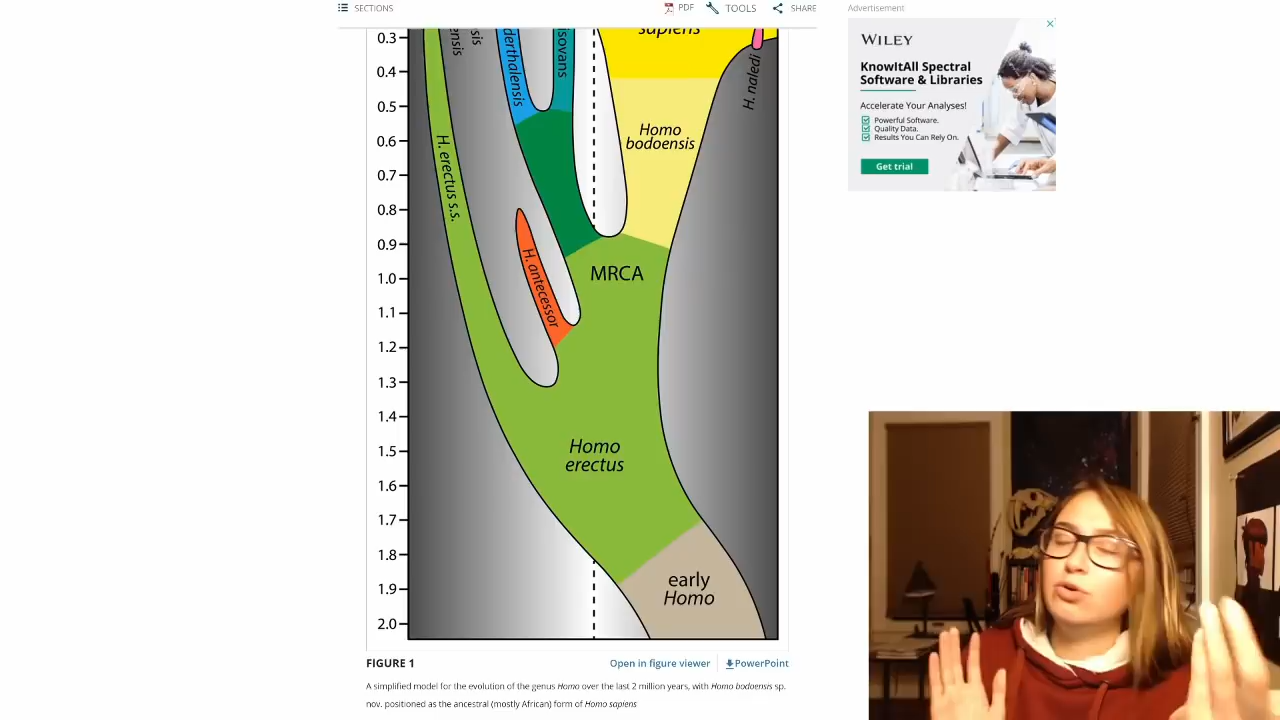 SECTIONS
PDF
TOOLS
SHARE
Advertisement
0.3
0.4
0.5
0.6
0.7
0.8
0.9
1.0
1.1
1.2
1.3
1.4
1.5
1.6
1.7
1.8
1.9
2.0
ensis
sis
derthalensis
isovans
sapiens
H. naledi
Homo
bodoensis
H. erectus s.s.
H. antecessor
MRCA
Homo
erectus
early
Homo
WILEY
KnowItAll Spectral
Software & Libraries
Accelerate Your Analyses!
Powerful Software.
Quality Data.
Results You Can Rely On.
Get trial
FIGURE 1
Open in figure viewer
PowerPoint
A simplified model for the evolution of the genus Homo over the last 2 million years, with Homo bodoensis sp.
nov. positioned as the ancestral (mostly African) form of Homo sapiens